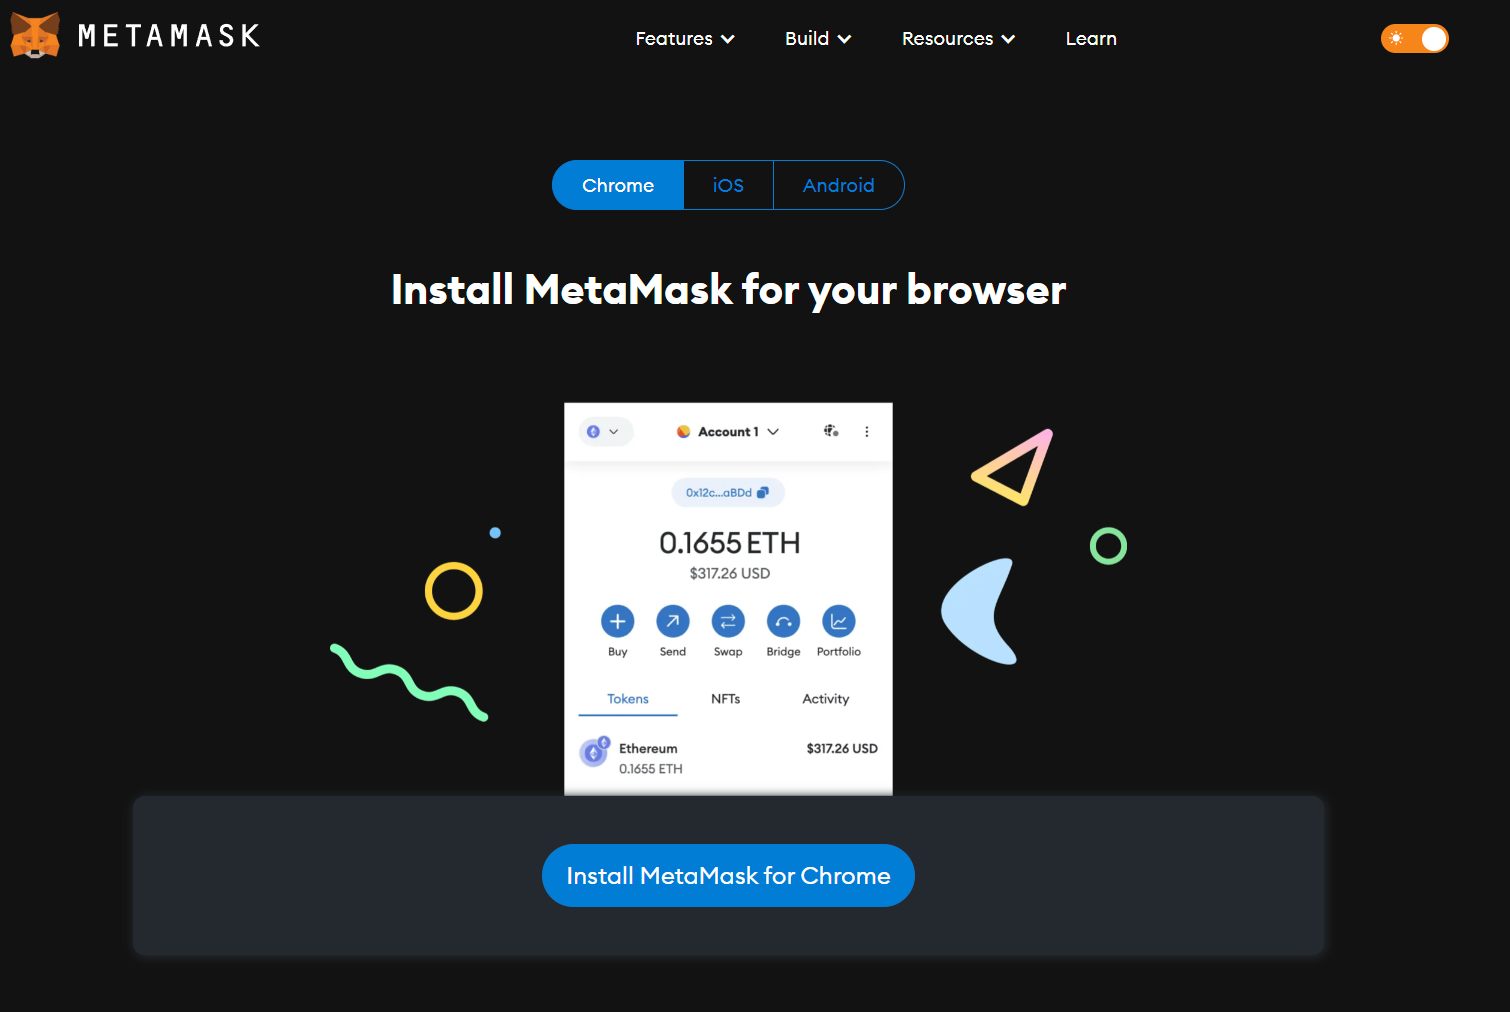 METAMASK
Features Build Resources Learn
Chrome iOS Android
Install MetaMask for your browser
Account 1
0x12c...aBDd
0.1655 ETH
$317.26 USD
Buy Send Swap Bridge Portfolio
Tokens NFTs Activity
Ethereum $317.26 USD
0.1655 ETH
Install MetaMask for Chrome